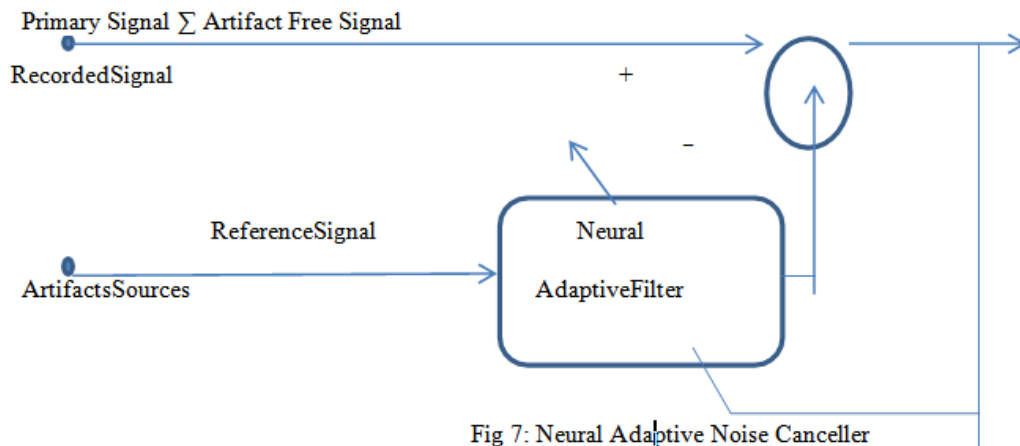 Primary Signal ∑ Artifact Free Signal
RecordedSignal
+
−
ReferenceSignal
Neural
ArtifactsSources
AdaptiveFilter
Fig 7: Neural Adaptive Noise Canceller